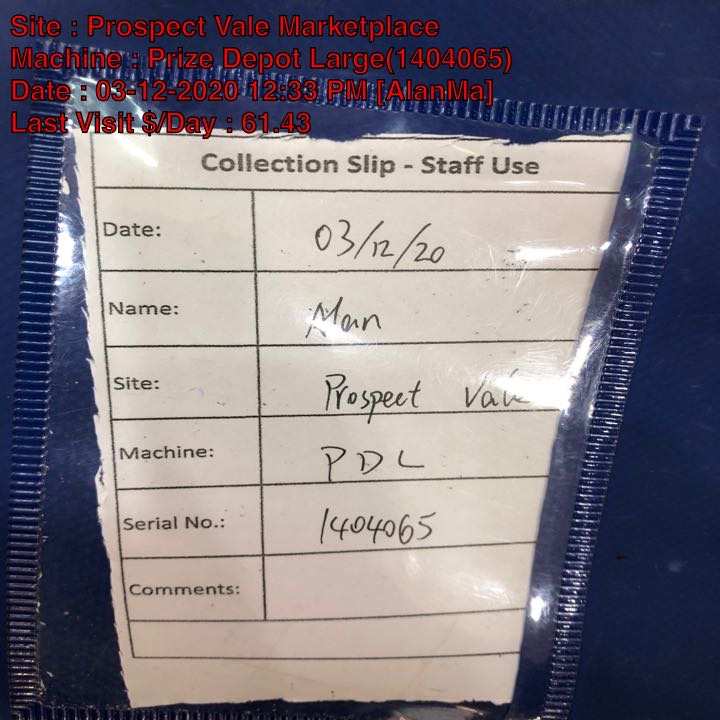 Site : Prospect Vale Marketplace
Machine : Prize Depot Large(1404065)
Date : 03-12-2020 12:33 PM [AlanMa]
Last Visit $/Day : 61.43
Collection Slip - Staff Use
Date: 03/12/20
Name: Alan
Site: Prospect Vale
Machine: PDL
Serial No.: 1404065
Comments: